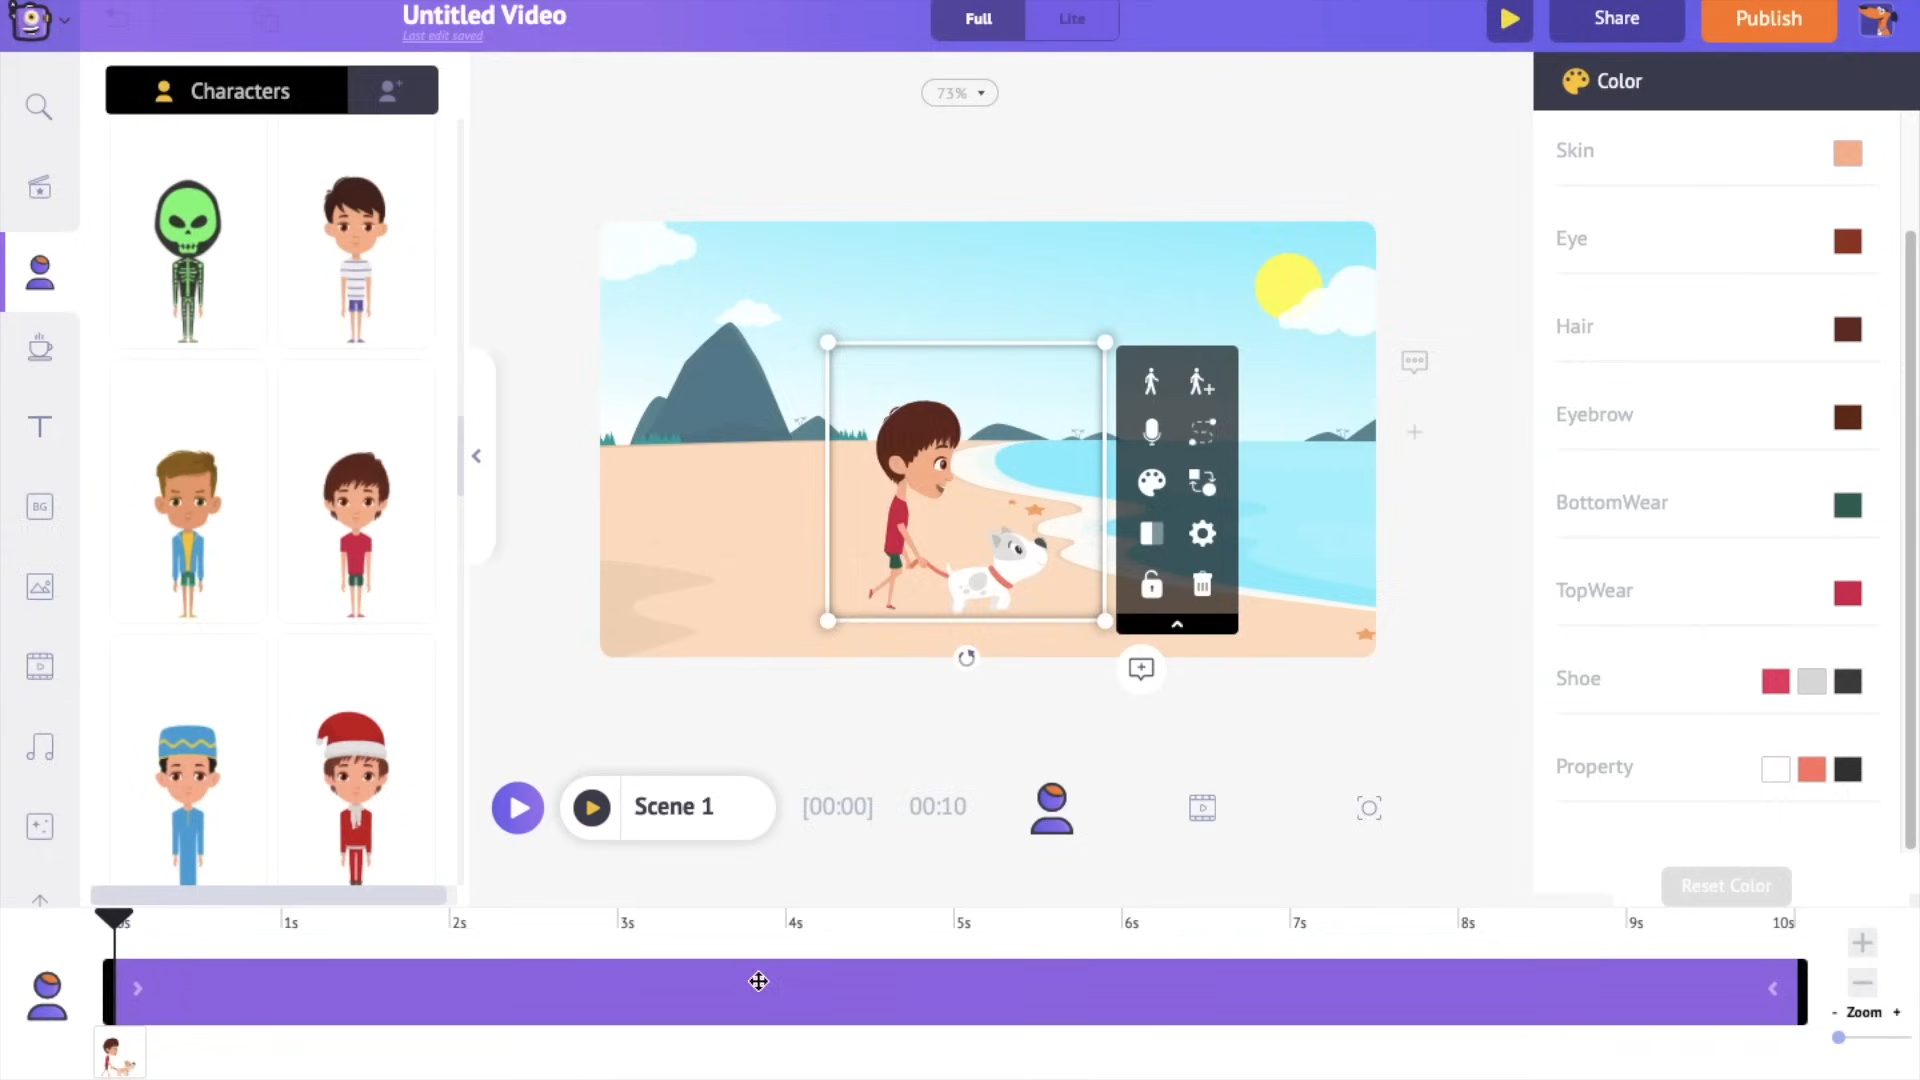 Untitled Video
Last edit saved
Full
Lite
Share
Publish
Characters
73%
Color
Skin
Eye
Hair
Eyebrow
BottomWear
TopWear
Shoe
Property
Reset Color
T
BG
Scene 1
[00:00]
00:10
1s
2s
3s
4s
5s
6s
7s
8s
9s
10s
- Zoom +